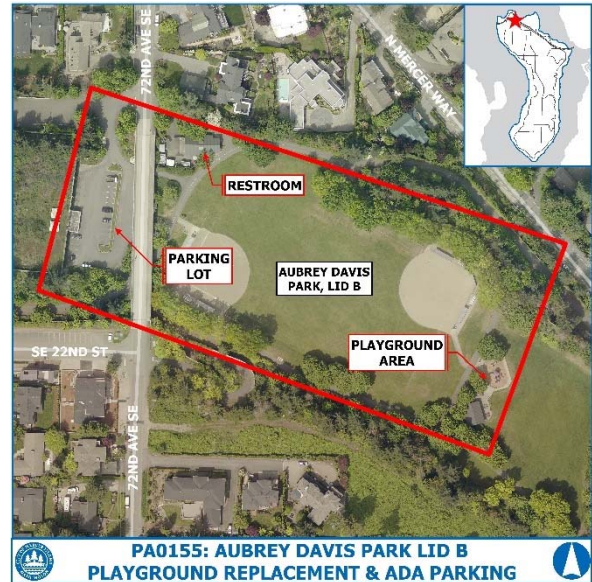 72ND AVE SE
N MERCER WAY
RESTROOM
PARKING
LOT
AUBREY DAVIS
PARK, LID B
PLAYGROUND
AREA
SE 22ND ST
72ND AVE SE
PA0155: AUBREY DAVIS PARK LID B
PLAYGROUND REPLACEMENT & ADA PARKING